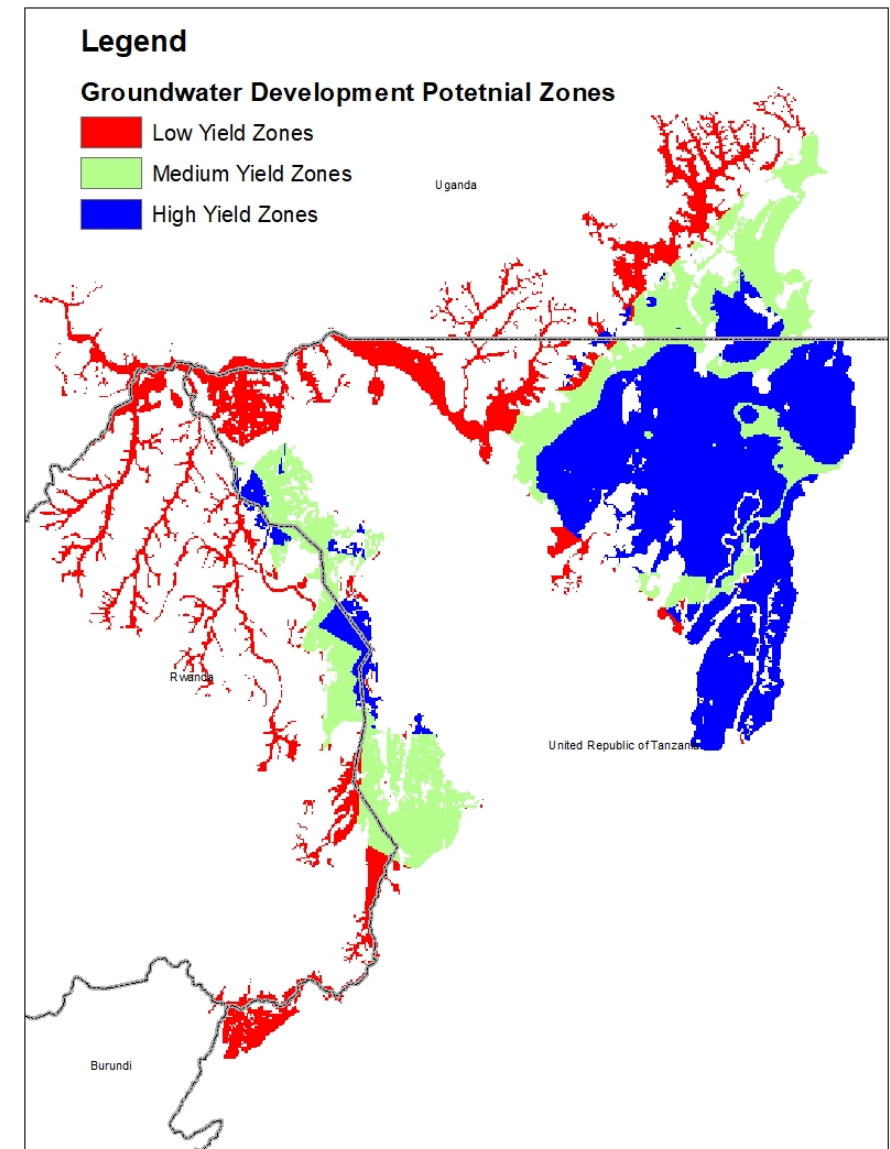 Legend
Groundwater Development Potetnial Zones
Low Yield Zones
Medium Yield Zones
High Yield Zones
Uganda
Rwanda
United Republic of Tanzania
Burundi